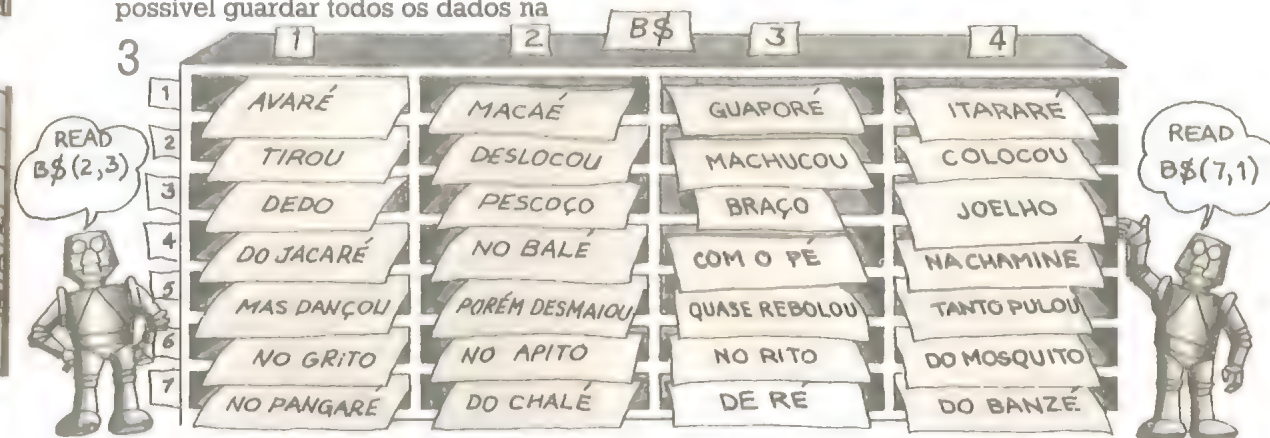 possível guardar todos os dados na
3
B$
1 2 3 4
1 AVARÉ MACAÉ GUAPORÉ ITARARÉ
2 TIROU DESLOCOU MACHUCOU COLOCOU
3 DEDO PESCOÇO BRAÇO JOELHO
4 DO JACARÉ NO BALÉ COM O PÉ NA CHAMINÉ
5 MAS DANÇOU PORÉM DESMAIOU QUASE REBOLOU TANTO PULOU
6 NO GRITO NO APITO NO RITO DO MOSQUITO
7 NO PANGARÉ DO CHALÉ DE RÉ DO BANZÉ
READ
B$(2,3)
READ
B$(7,1)